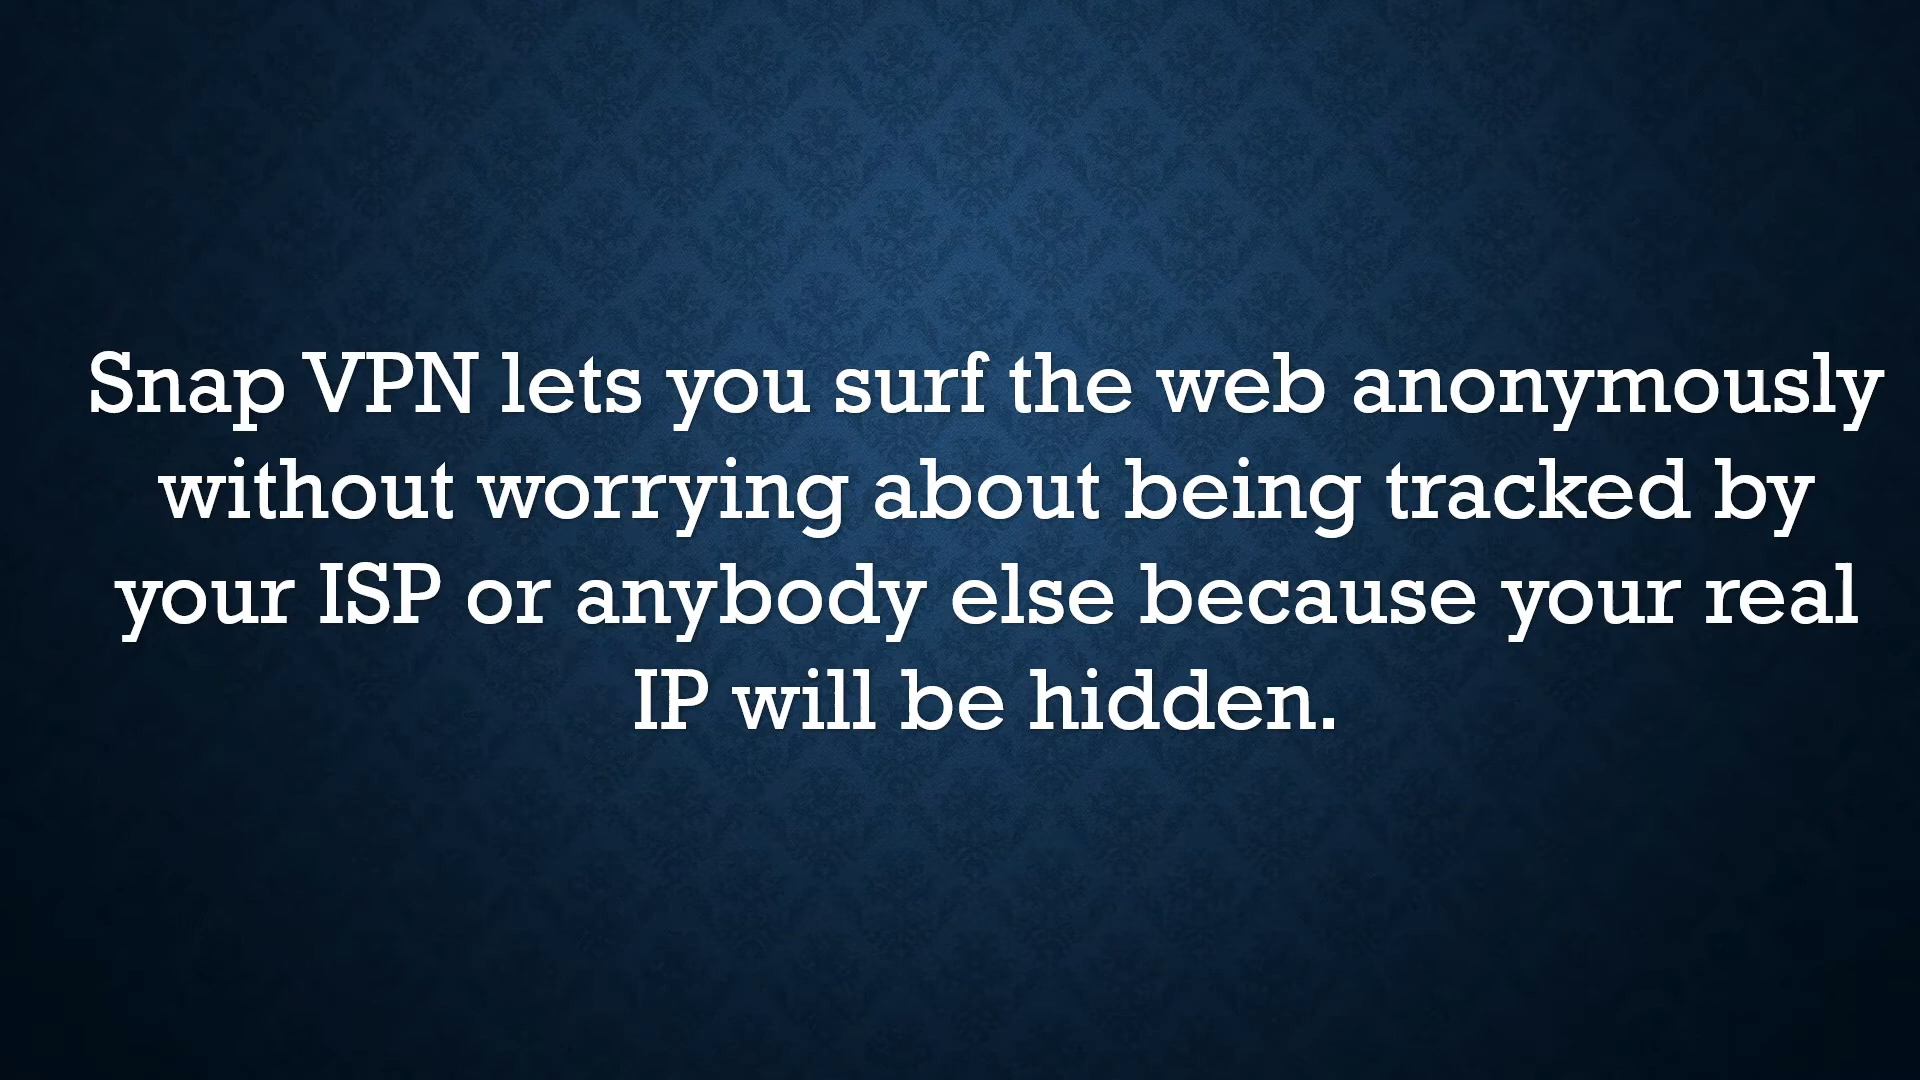 Snap VPN lets you surf the web anonymously
without worrying about being tracked by
your ISP or anybody else because your real
IP will be hidden.